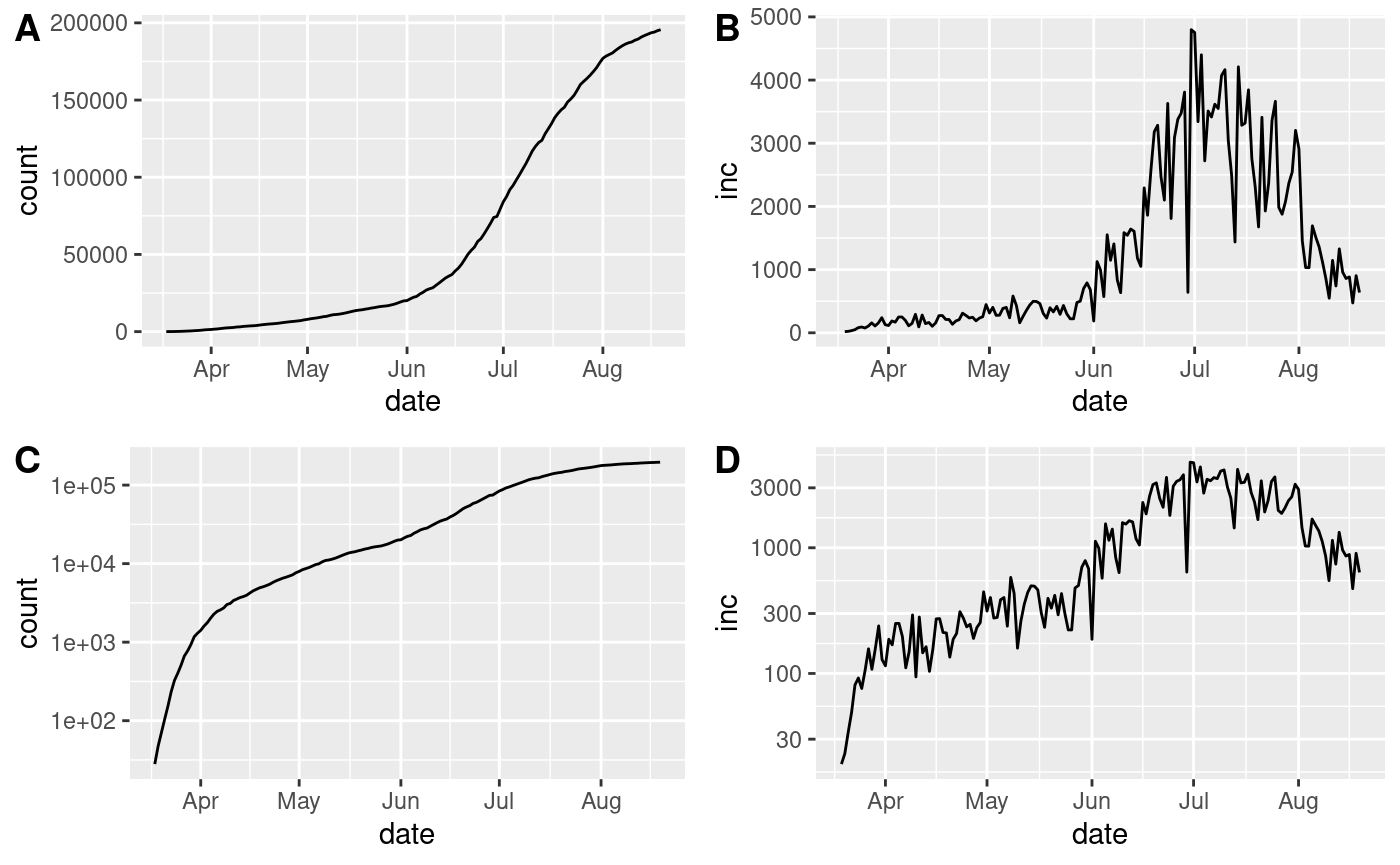 A
200000
150000
100000
50000
0
count
Apr May Jun Jul Aug
date
B
5000
4000
3000
2000
1000
0
inc
Apr May Jun Jul Aug
date
C
1e+05
1e+04
1e+03
1e+02
count
Apr May Jun Jul Aug
date
D
3000
1000
300
100
30
inc
Apr May Jun Jul Aug
date